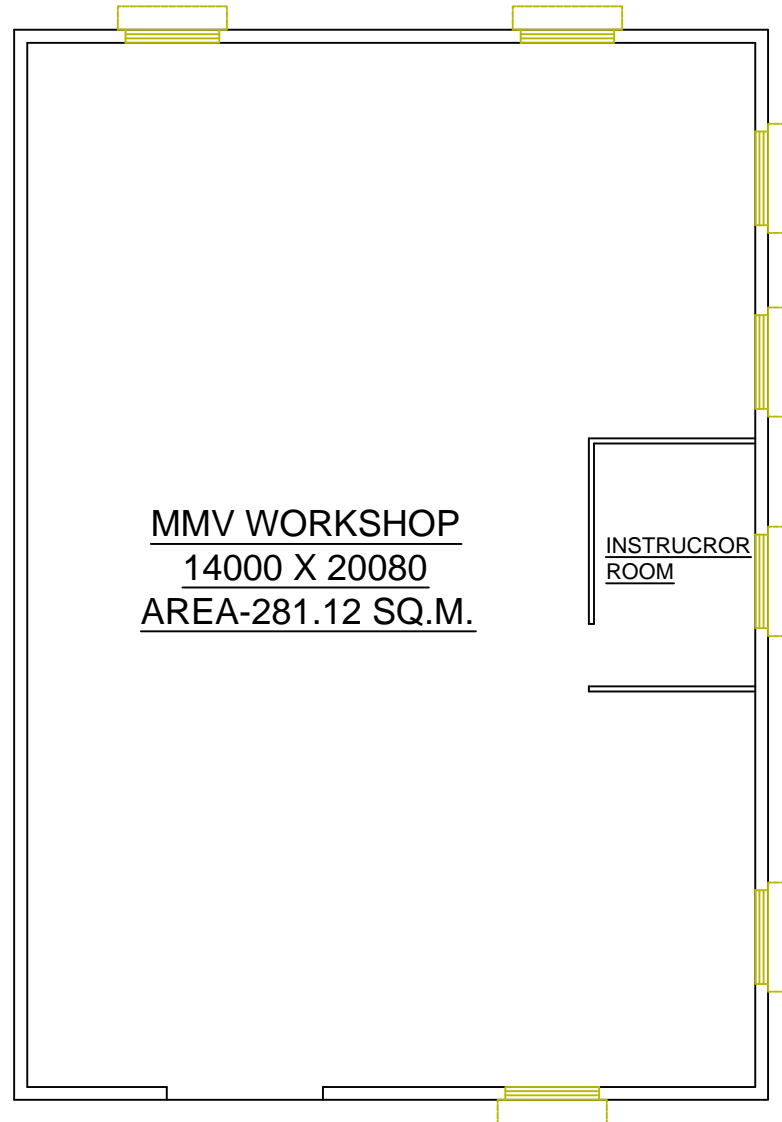 MMV WORKSHOP
14000 X 20080
AREA-281.12 SQ.M.
INSTRUCROR
ROOM